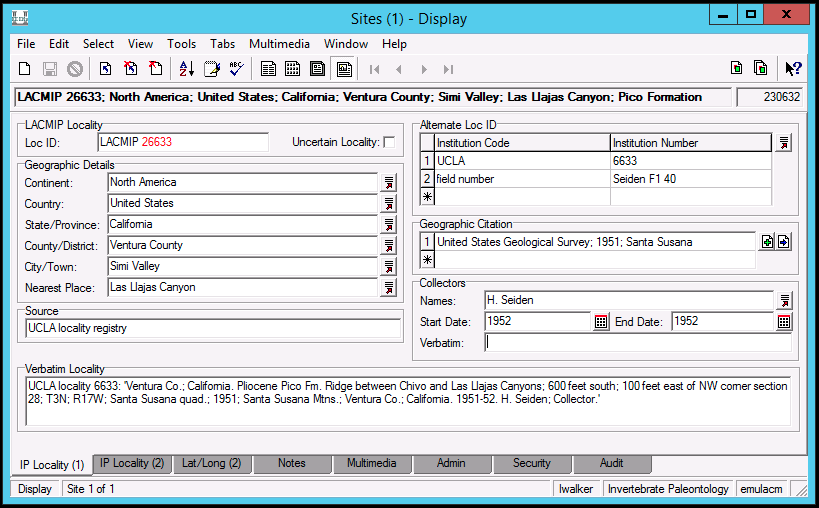 Sites (1) - Display
File Edit Select View Tools Tabs Multimedia Window Help
LACMIP 26633; North America; United States; California; Ventura County; Simi Valley; Las Llajas Canyon; Pico Formation 230632
LACMIP Locality
Loc ID: LACMIP 26633 Uncertain Locality:
Geographic Details
Continent: North America
Country: United States
State/Province: California
County/District: Ventura County
City/Town: Simi Valley
Nearest Place: Las Llajas Canyon
Source
UCLA locality registry
Alternate Loc ID
Institution Code Institution Number
1 UCLA 6633
2 field number Seiden F1 40
Geographic Citation
1 United States Geological Survey; 1951; Santa Susana
Collectors
Names: H. Seiden
Start Date: 1952 End Date: 1952
Verbatim:
Verbatim Locality
UCLA locality 6633: 'Ventura Co.; California. Pliocene Pico Fm. Ridge between Chivo and Las Llajas Canyons; 600 feet south; 100 feet east of NW corner section
28; T3N; R17W; Santa Susana quad.; 1951; Santa Susana Mtns.; Ventura Co.; California. 1951-52. H. Seiden; Collector.'
IP Locality (1) IP Locality (2) Lat/Long (2) Notes Multimedia Admin Security Audit
Display Site 1 of 1 lwalker Invertebrate Paleontology emulacm